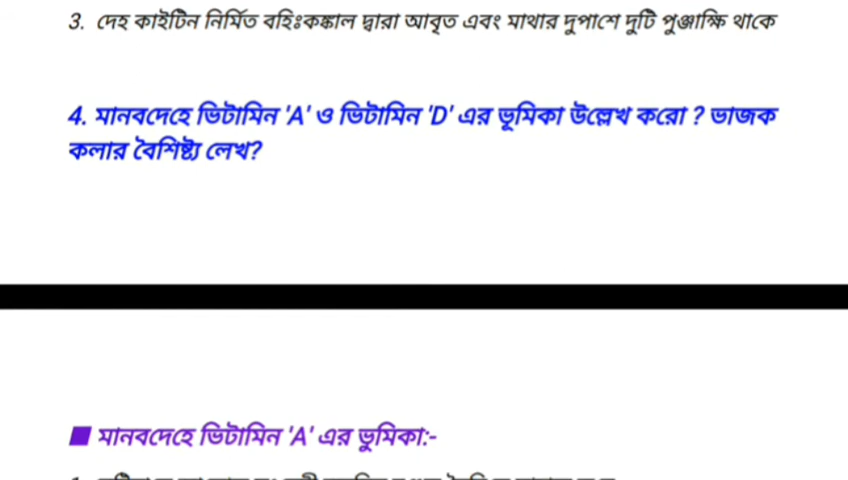 3. দেহ কাইটিন নির্মিত বহিঃকঙ্কাল দ্বারা আবৃত এবং মাথার দুপাশে দুটি পুঞ্জাক্ষি থাকে
4. মানবদেহে ভিটামিন 'A' ও ভিটামিন 'D' এর ভূমিকা উল্লেখ করো ? ভাজক
কলার বৈশিষ্ট্য লেখ?
■ মানবদেহে ভিটামিন 'A' এর ভুমিকা:-